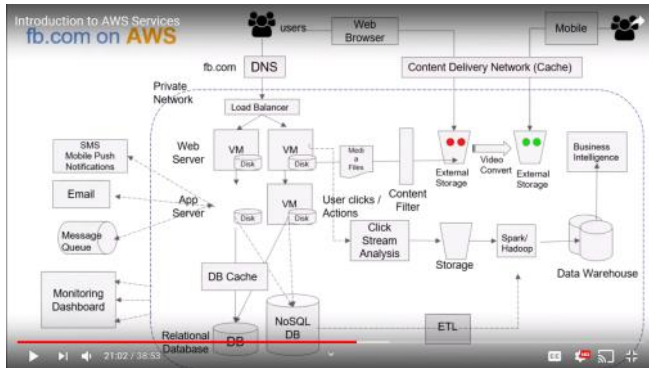 Introduction to AWS Services
fb.com on AWS
users
Web
Browser
Mobile
fb.com
DNS
Content Delivery Network (Cache)
Private
Network
Load Balancer
SMS
Mobile Push
Notifications
Web
Server
VM
Disk
VM
Disk
Medi
a
Files
Content
Filter
External
Storage
Video
Convert
External
Storage
Business
Intelligence
Email
App
Server
Disk
VM
Disk
User clicks /
Actions
Message
Queue
Click
Stream
Analysis
Storage
Spark/
Hadoop
Data Warehouse
DB Cache
Monitoring
Dashboard
Relational
Database
DB
NoSQL
DB
ETL
21:02 / 38:53
CC
HD